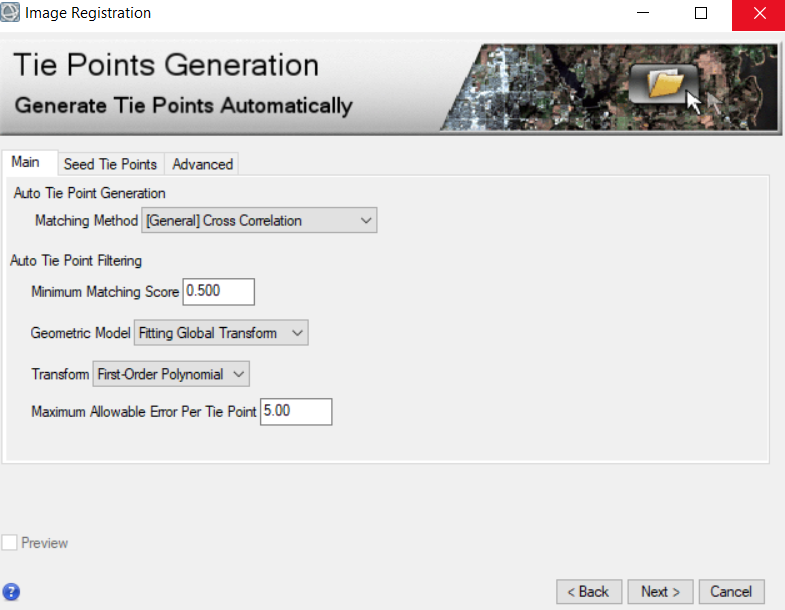 Image Registration
Tie Points Generation
Generate Tie Points Automatically
Main Seed Tie Points Advanced
Auto Tie Point Generation
Matching Method [General] Cross Correlation
Auto Tie Point Filtering
Minimum Matching Score 0.500
Geometric Model Fitting Global Transform
Transform First-Order Polynomial
Maximum Allowable Error Per Tie Point 5.00
Preview
? < Back Next > Cancel